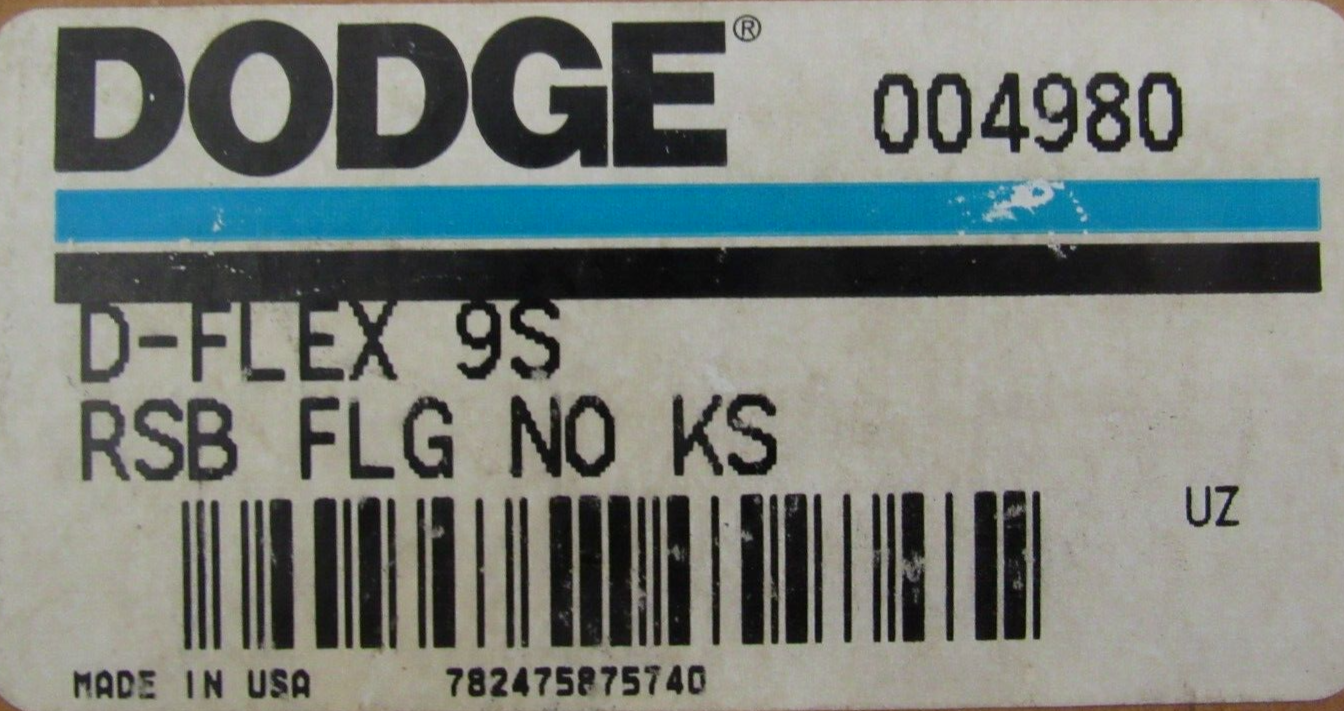 DODGE®
004980
D-FLEX 9S
RSB FLG NO KS
UZ
MADE IN USA 782475875740